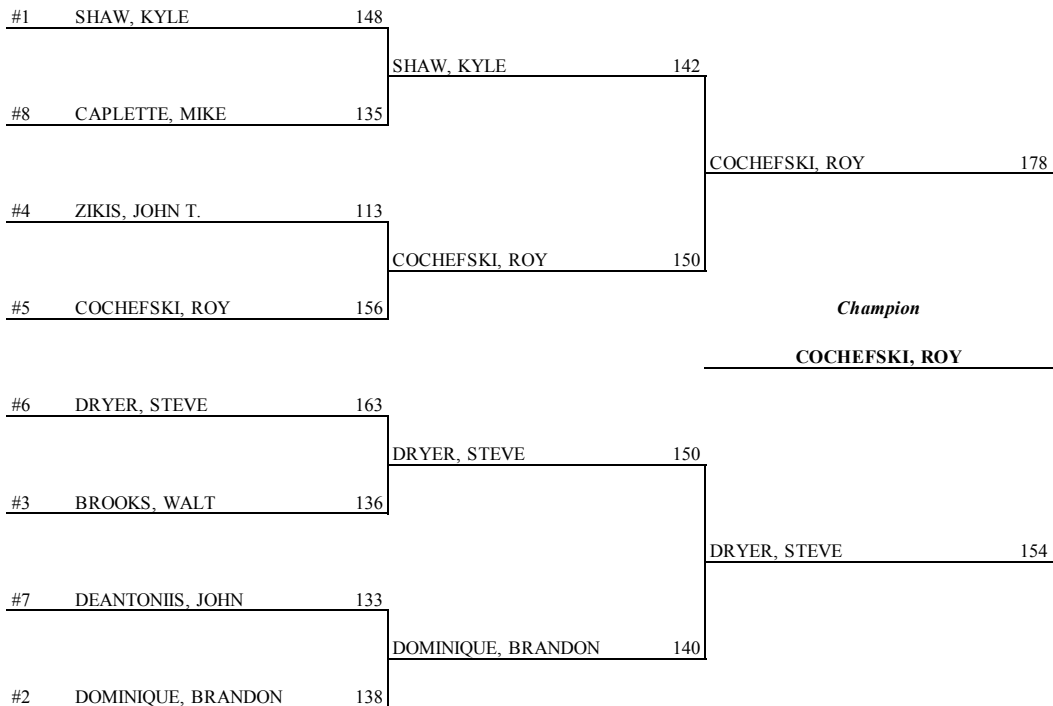 #1 SHAW, KYLE 148
SHAW, KYLE 142
#8 CAPLETTE, MIKE 135
COCHEFSKI, ROY 178
#4 ZIKIS, JOHN T. 113
COCHEFSKI, ROY 150
#5 COCHEFSKI, ROY 156
Champion
COCHEFSKI, ROY
#6 DRYER, STEVE 163
DRYER, STEVE 150
#3 BROOKS, WALT 136
DRYER, STEVE 154
#7 DEANTONIIS, JOHN 133
DOMINIQUE, BRANDON 140
#2 DOMINIQUE, BRANDON 138